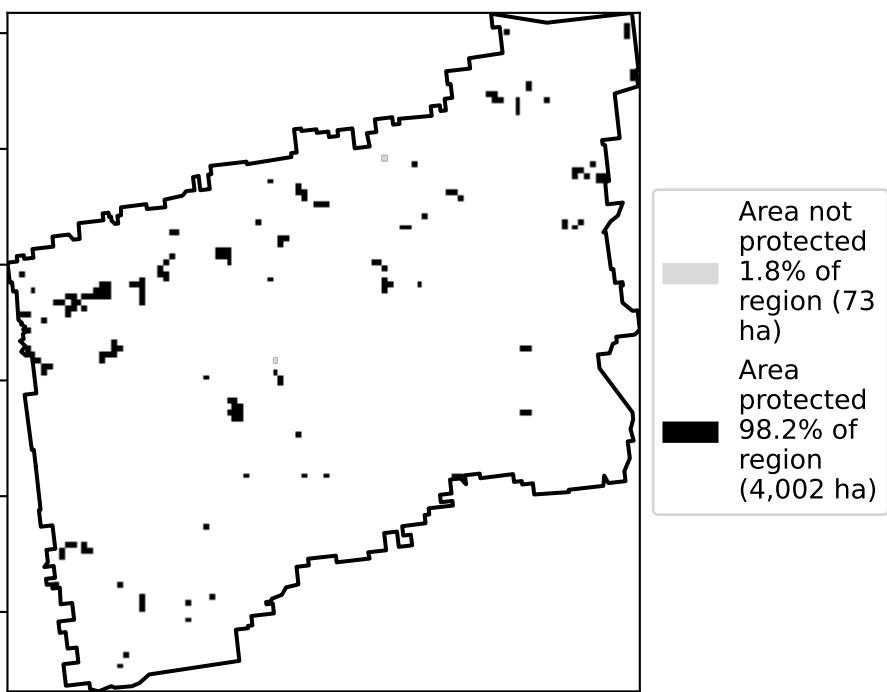 Area not
protected
1.8% of
region (73
ha)
Area
protected
98.2% of
region
(4,002 ha)